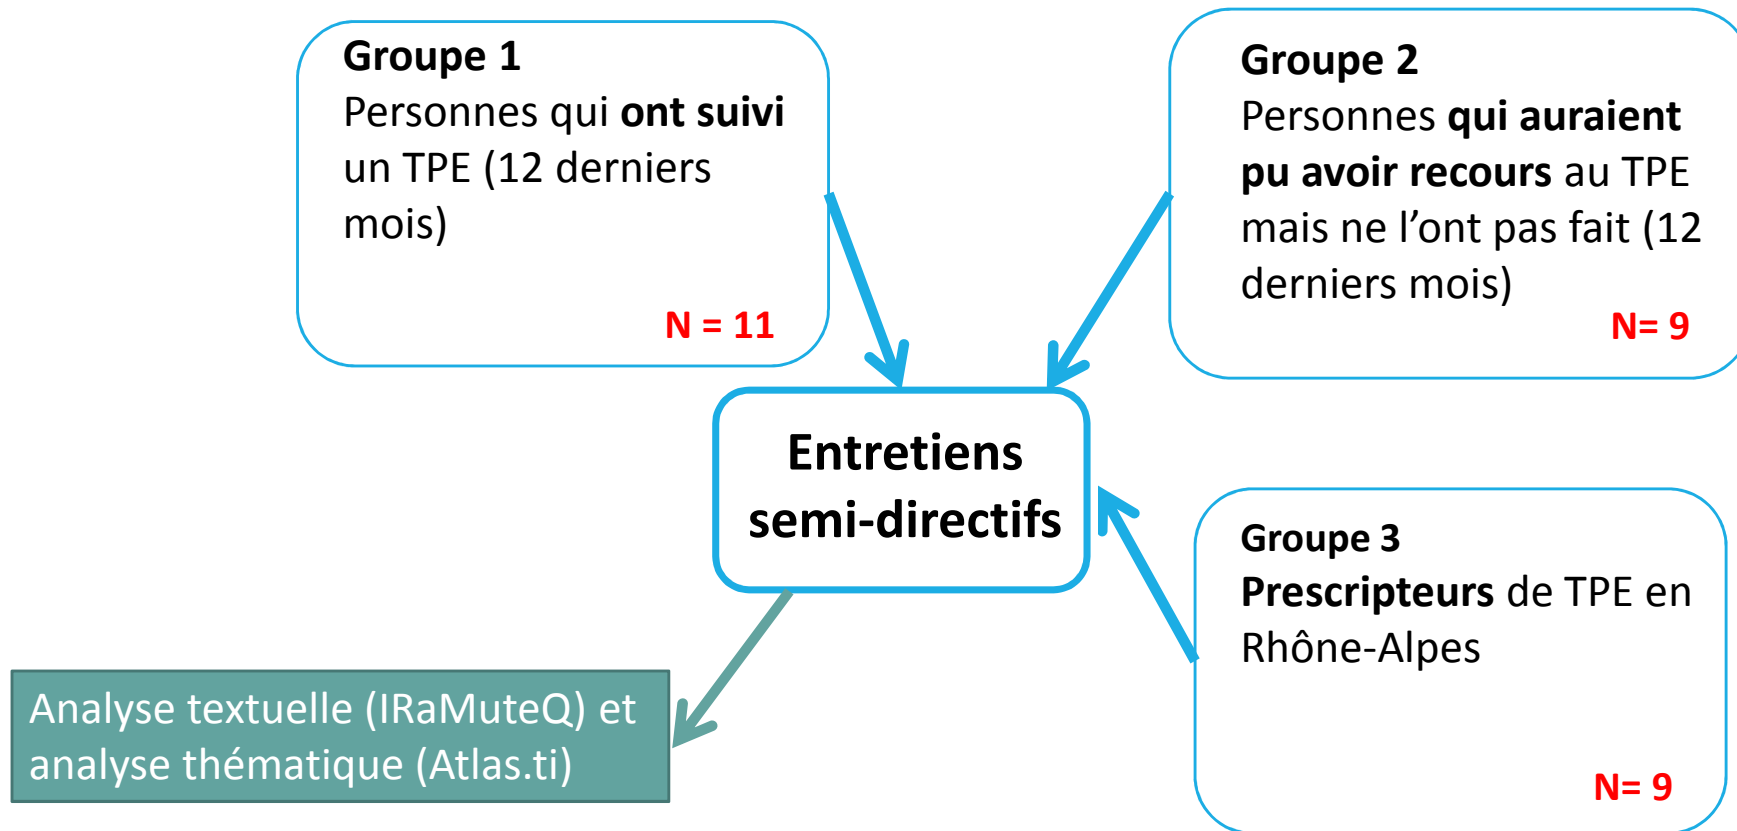 Groupe 1
Personnes qui ont suivi
un TPE (12 derniers
mois)
N = 11
Groupe 2
Personnes qui auraient
pu avoir recours au TPE
mais ne l’ont pas fait (12
derniers mois)
N= 9
Entretiens
semi-directifs
Groupe 3
Prescripteurs de TPE en
Rhône-Alpes
N= 9
Analyse textuelle (IRaMuteQ) et
analyse thématique (Atlas.ti)